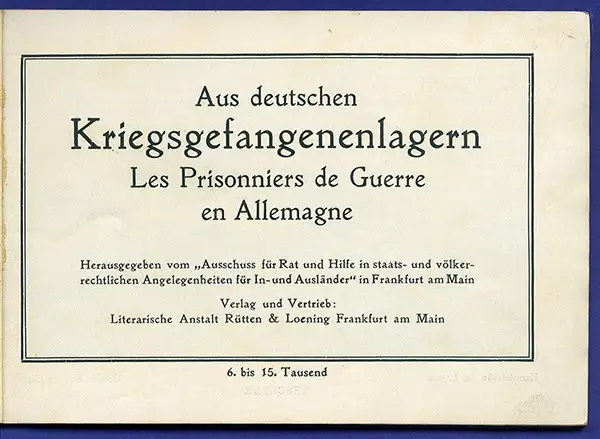 Aus deutschen
Kriegsgefangenenlagern
Les Prisonniers de Guerre
en Allemagne
Herausgegeben vom „Ausschuss für Rat und Hilfe in staats- und völker-
rechtlichen Angelegenheiten für In- und Ausländer“ in Frankfurt am Main
Verlag und Vertrieb:
Literarische Anstalt Rütten & Loening Frankfurt am Main
6. bis 15. Tausend